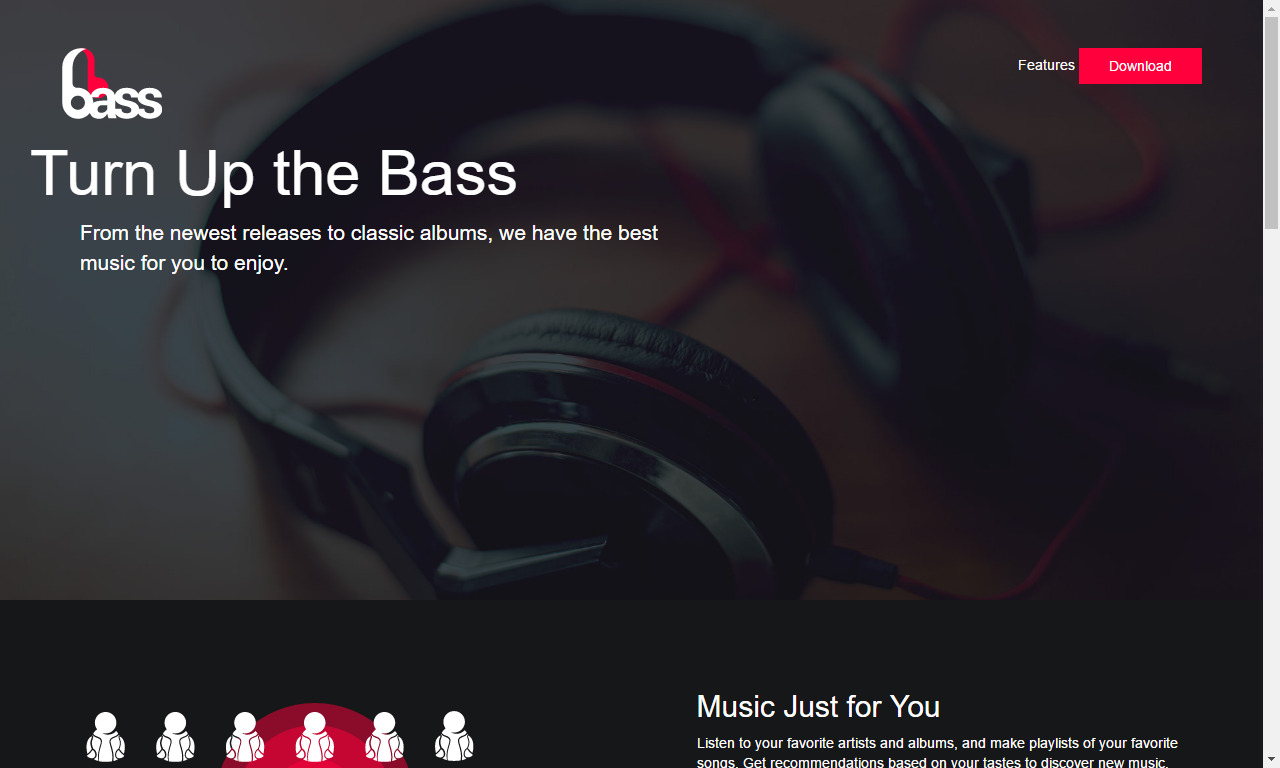 bass
Features
Download
Turn Up the Bass
From the newest releases to classic albums, we have the best
music for you to enjoy.
Music Just for You
Listen to your favorite artists and albums, and make playlists of your favorite
songs. Get recommendations based on your tastes to discover new music.